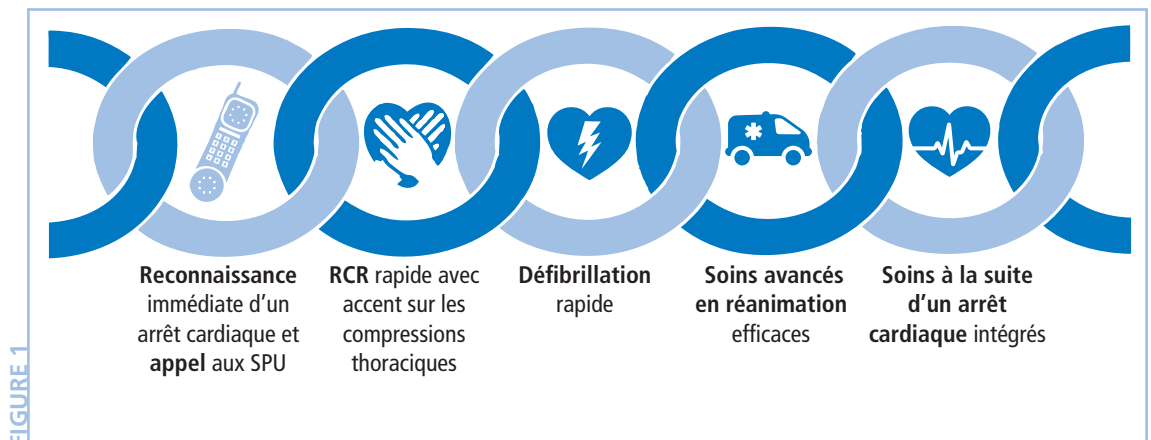 Reconnaissance
immédiate d'un
arrêt cardiaque et
appel aux SPU
RCR rapide avec
accent sur les
compressions
thoraciques
Défibrillation
rapide
Soins avancés
en réanimation
efficaces
Soins à la suite
d'un arrêt
cardiaque intégrés
FIGURE 1